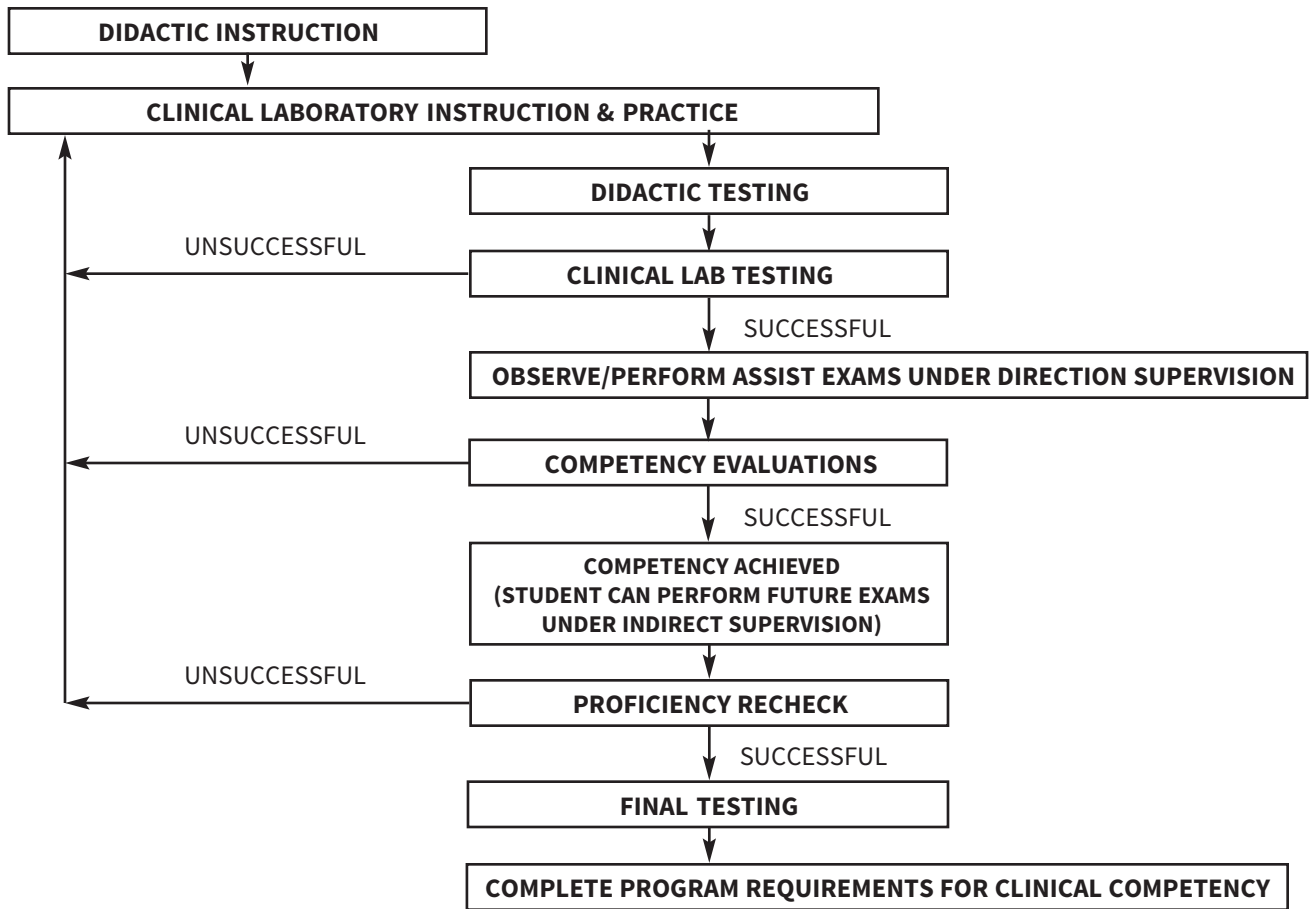 DIDACTIC INSTRUCTION
CLINICAL LABORATORY INSTRUCTION & PRACTICE
DIDACTIC TESTING
UNSUCCESSFUL
CLINICAL LAB TESTING
SUCCESSFUL
OBSERVE/PERFORM ASSIST EXAMS UNDER DIRECTION SUPERVISION
UNSUCCESSFUL
COMPETENCY EVALUATIONS
SUCCESSFUL
COMPETENCY ACHIEVED
(STUDENT CAN PERFORM FUTURE EXAMS
UNDER INDIRECT SUPERVISION)
UNSUCCESSFUL
PROFICIENCY RECHECK
SUCCESSFUL
FINAL TESTING
COMPLETE PROGRAM REQUIREMENTS FOR CLINICAL COMPETENCY